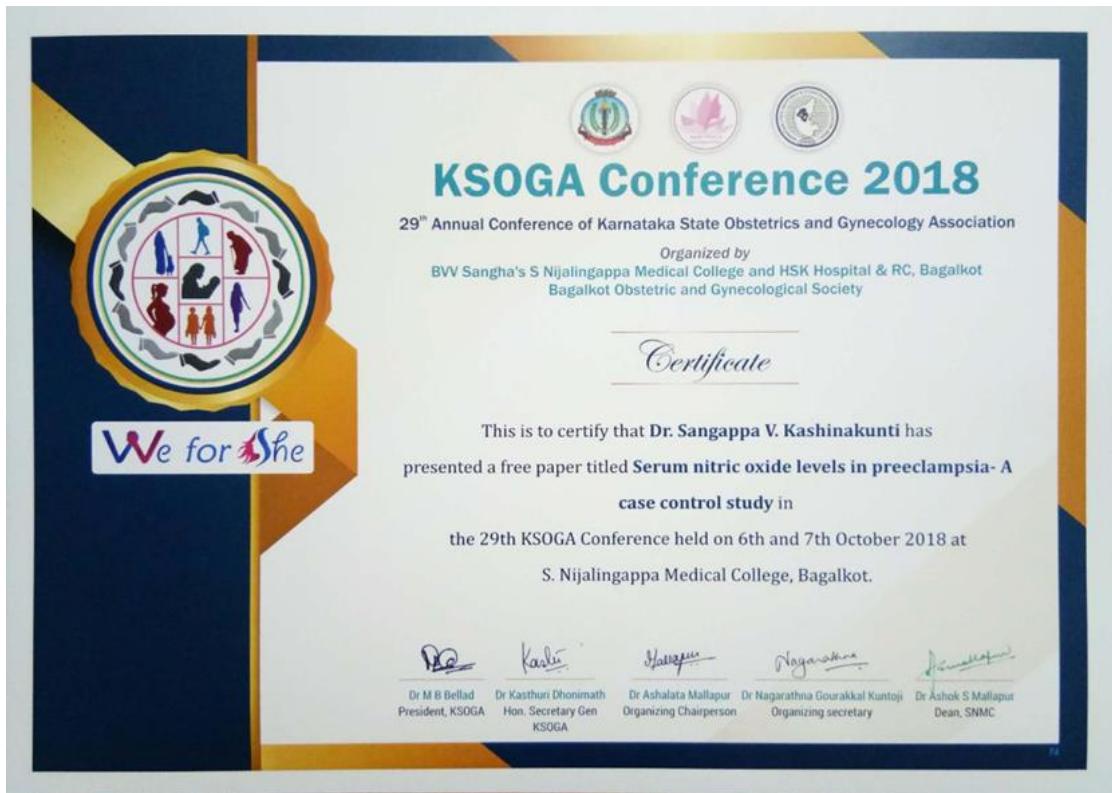 KSOGA Conference 2018
29th Annual Conference of Karnataka State Obstetrics and Gynecology Association
Organized by
BVV Sangha's S Nijalingappa Medical College and HSK Hospital & RC, Bagalkot
Bagalkot Obstetric and Gynecological Society
Certificate
We for She
This is to certify that Dr. Sangappa V. Kashinakunti has
presented a free paper titled Serum nitric oxide levels in preeclampsia- A
case control study in
the 29th KSOGA Conference held on 6th and 7th October 2018 at
S. Nijalingappa Medical College, Bagalkot.
Kashi
Mallapur
Nagarathna
Dr M B Bellad
President, KSOGA
Dr Kasthuri Dhonimath
Hon. Secretary Gen
KSOGA
Dr Ashalata Mallapur
Organizing Chairperson
Dr Nagarathna Gourakkal Kuntoji
Organizing secretary
Dr Ashok S Mallapur
Dean, SNMC